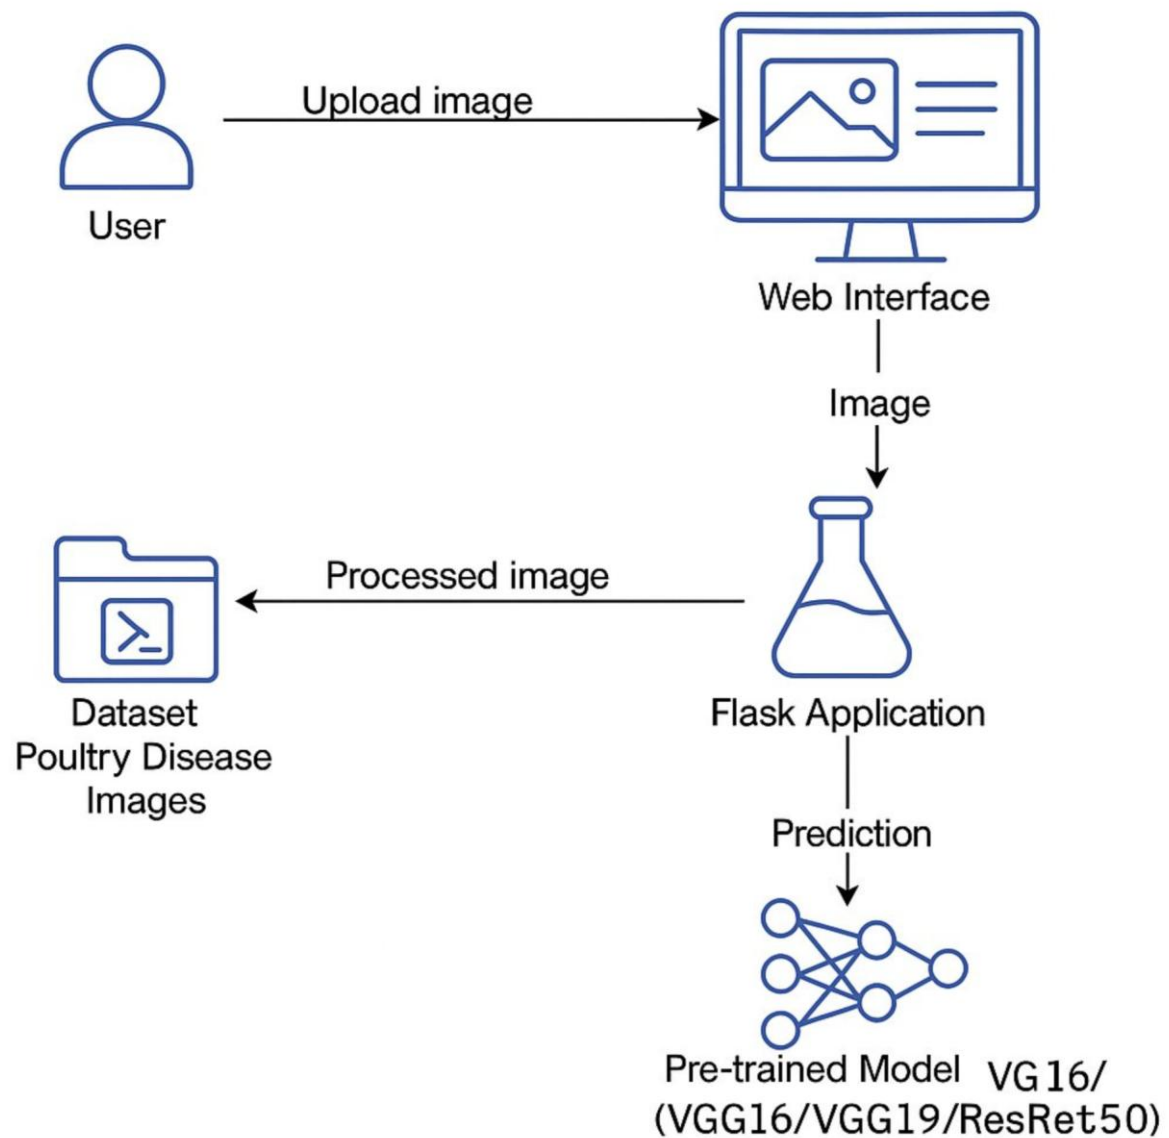 Upload image
User
Web Interface
Image
Processed image
Dataset
Poultry Disease
Images
Flask Application
Prediction
Pre-trained Model VG16/
(VGG16/VGG19/ResRet50)